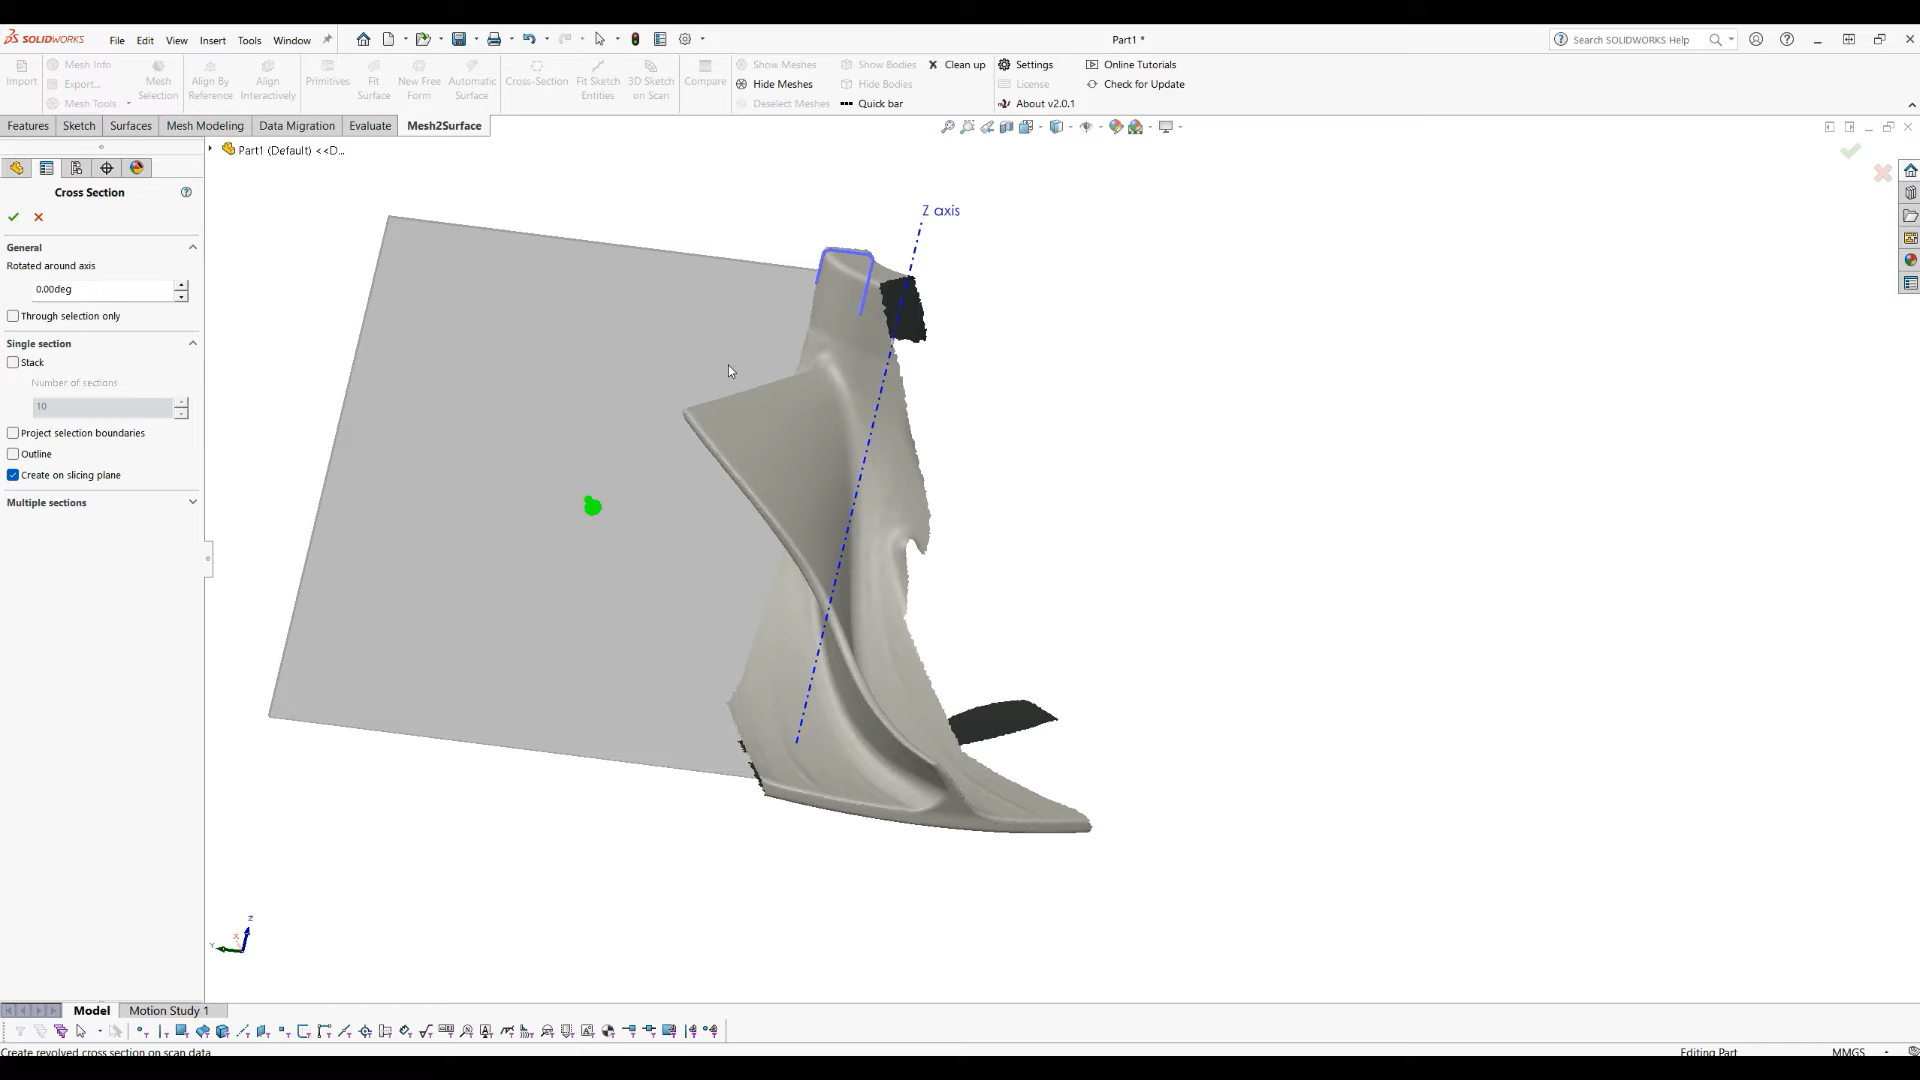 SOLIDWORKS
File Edit View Insert Tools Window
Part1 *
Search SOLIDWORKS Help
Import
Mesh Info
Export...
Mesh Tools
Mesh
Selection
Align By
Reference
Align
Interactively
Primitives
Fit
Surface
New Free
Form
Automatic
Surface
Cross-Section
Fit Sketch
Entities
3D Sketch
on Scan
Compare
Show Meshes
Hide Meshes
Deselect Meshes
Show Bodies
Hide Bodies
Quick bar
Clean up
Settings
License
About v2.0.1
Online Tutorials
Check for Update
Features Sketch Surfaces Mesh Modeling Data Migration Evaluate Mesh2Surface
Part1 (Default) <<D...
Cross Section
General
Rotated around axis
0.00deg
Through selection only
Single section
Stack
Number of sections
10
Project selection boundaries
Outline
Create on slicing plane
Multiple sections
Z axis
Z
X
Y
Model Motion Study 1
Create revolved cross section on scan data
Editing Part
MMGS